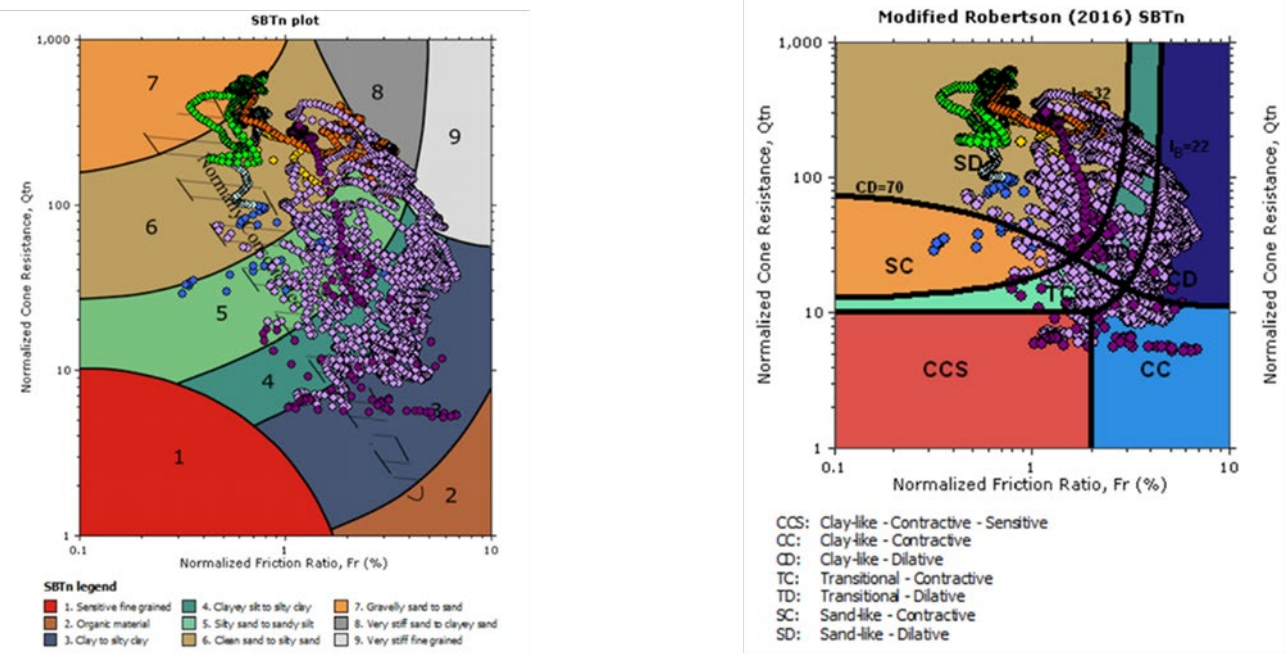 SBTn plot
1,000
100
10
1
0.1
1
10
Normalized Cone Resistance, Qtn
Normalized Friction Ratio, Fr (%)
7
8
9
6
5
4
3
1
2
SBTn legend
1. Sensitive fine grained
2. Organic material
3. Clay to silty clay
4. Clayey silt to silty clay
5. Silty sand to sandy silt
6. Clean sand to silty sand
7. Gravelly sand to sand
8. Very stiff sand to clayey sand
9. Very stiff fine grained
Modified Robertson (2016) SBTn
1,000
100
10
1
0.1
1
10
Normalized Cone Resistance, Qtn
Normalized Friction Ratio, Fr (%)
Normalized Cone Resistance, Qtn
=32
IB=22
SD
CD=70
SC
CD
CCS
CC
CCS: Clay-like - Contractive - Sensitive
CC: Clay-like - Contractive
CD: Clay-like - Dilative
TC: Transitional - Contractive
TD: Transitional - Dilative
SC: Sand-like - Contractive
SD: Sand-like - Dilative